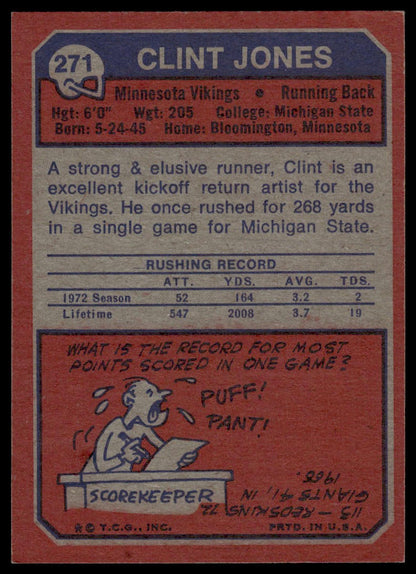 271
CLINT JONES
Minnesota Vikings • Running Back
Hgt: 6'0" Wgt: 205 College: Michigan State
Born: 5-24-45 Home: Bloomington, Minnesota
A strong & elusive runner, Clint is an
excellent kickoff return artist for the
Vikings. He once rushed for 268 yards
in a single game for Michigan State.
RUSHING RECORD
ATT. YDS. AVG. TDS.
1972 Season 52 164 3.2 2
Lifetime 547 2008 3.7 19
WHAT IS THE RECORD FOR MOST
POINTS SCORED IN ONE GAME?
PUFF!
PANT!
SCOREKEEPER
113 — REDSKINS 72,
GIANTS 41, IN
1966.
© T.C.G., INC. PRTD. IN U.S.A.